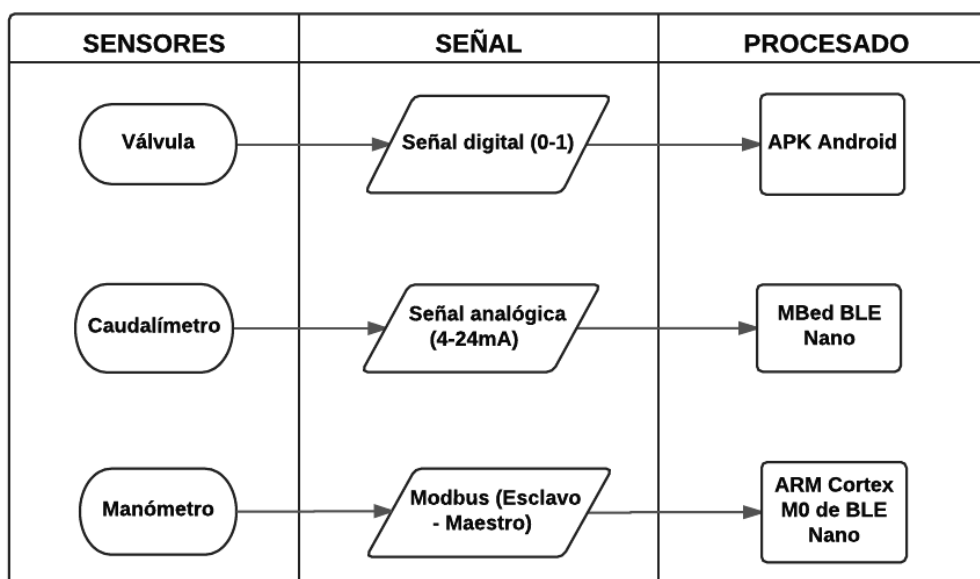 SENSORES
SEÑAL
PROCESADO
Válvula
Señal digital (0-1)
APK Android
Caudalímetro
Señal analógica
(4-24mA)
MBed BLE
Nano
Manómetro
Modbus (Esclavo
- Maestro)
ARM Cortex
M0 de BLE
Nano